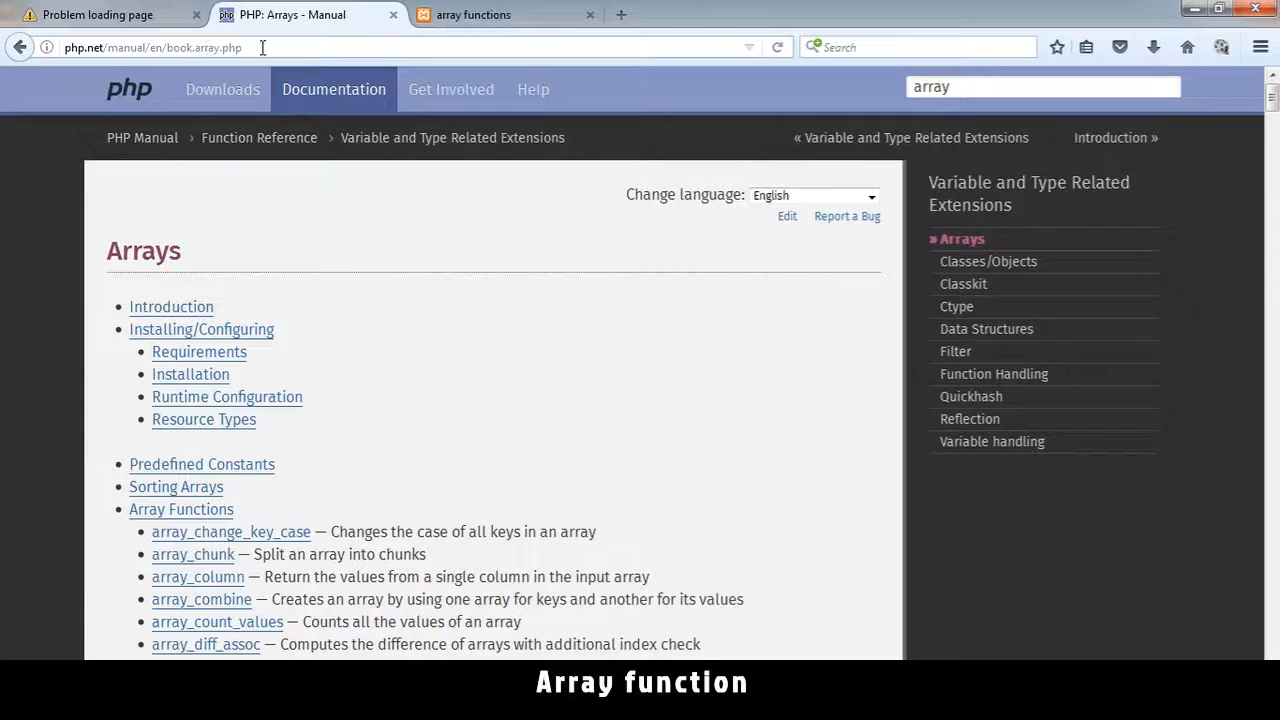 Problem loading page
PHP: Arrays - Manual
array functions
php.net/manual/en/book.array.php
Search
php
Downloads
Documentation
Get Involved
Help
array
PHP Manual › Function Reference › Variable and Type Related Extensions
« Variable and Type Related Extensions
Introduction »
Change language: English
Edit Report a Bug
Arrays
• Introduction
• Installing/Configuring
• Requirements
• Installation
• Runtime Configuration
• Resource Types
• Predefined Constants
• Sorting Arrays
• Array Functions
• array_change_key_case — Changes the case of all keys in an array
• array_chunk — Split an array into chunks
• array_column — Return the values from a single column in the input array
• array_combine — Creates an array by using one array for keys and another for its values
• array_count_values — Counts all the values of an array
• array_diff_assoc — Computes the difference of arrays with additional index check
Variable and Type Related
Extensions
» Arrays
Classes/Objects
Classkit
Ctype
Data Structures
Filter
Function Handling
Quickhash
Reflection
Variable handling
Array function